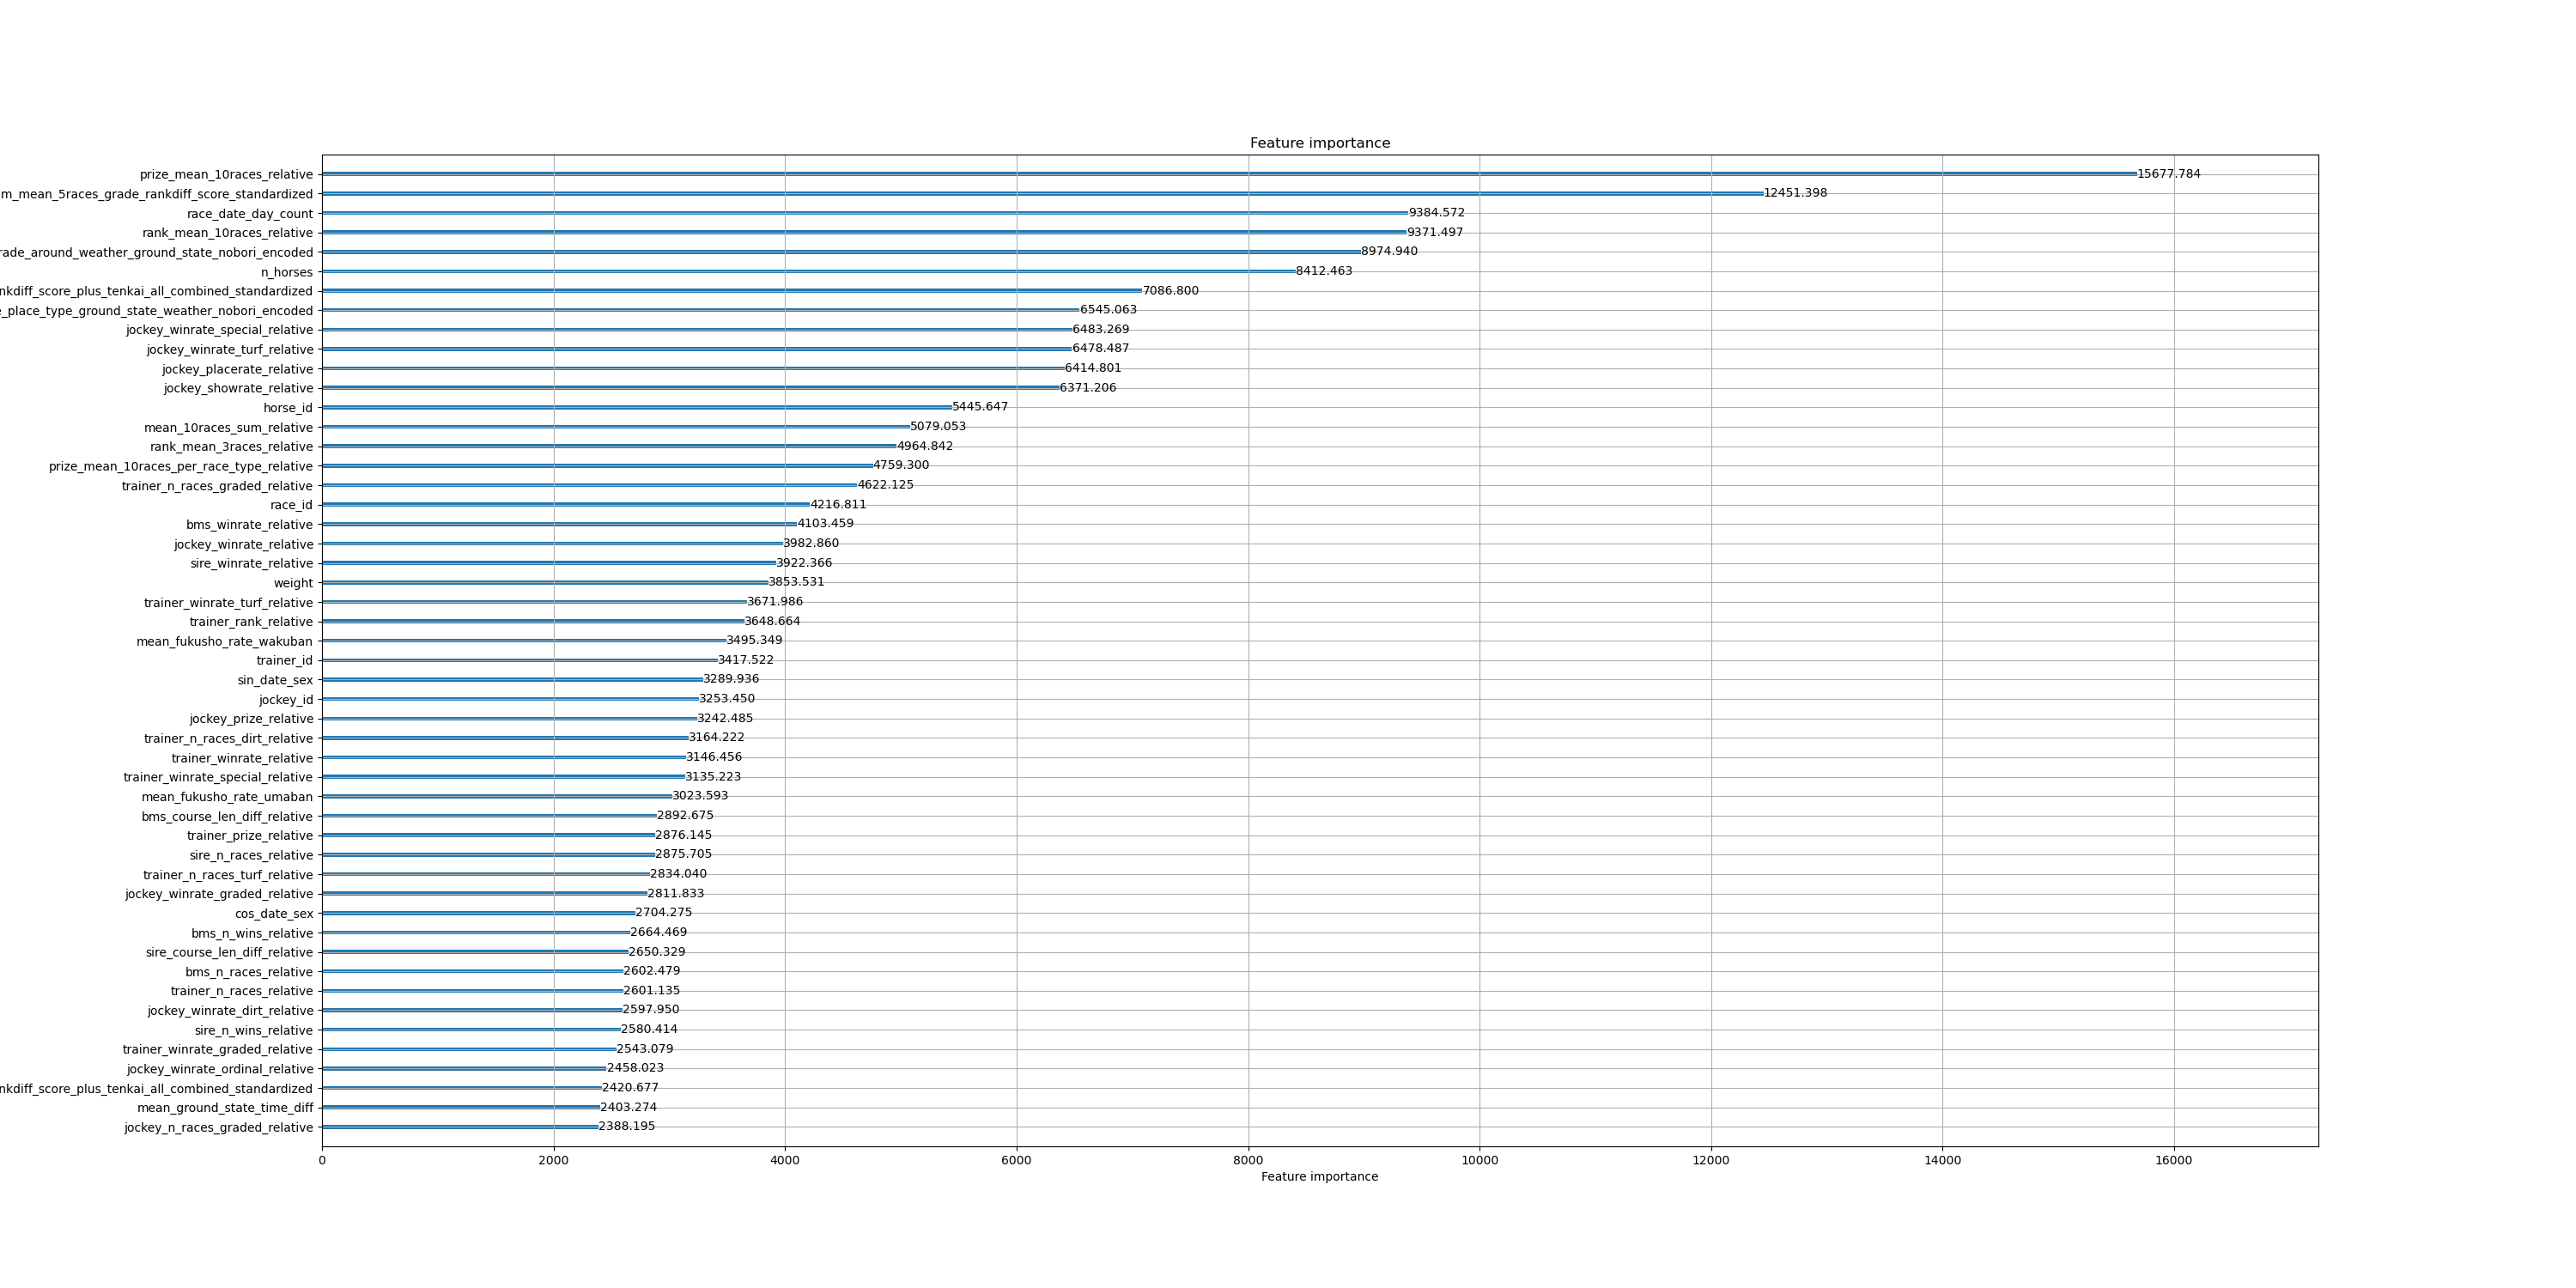 Feature importance
prize_mean_10races_relative 15677.784
m_mean_5races_grade_rankdiff_score_standardized 12451.398
race_date_day_count 9384.572
rank_mean_10races_relative 9371.497
rade_around_weather_ground_state_nobori_encoded 8974.940
n_horses 8412.463
nkdiff_score_plus_tenkai_all_combined_standardized 7086.800
_place_type_ground_state_weather_nobori_encoded 6545.063
jockey_winrate_special_relative 6483.269
jockey_winrate_turf_relative 6478.487
jockey_placerate_relative 6414.801
jockey_showrate_relative 6371.206
horse_id 5445.647
mean_10races_sum_relative 5079.053
rank_mean_3races_relative 4964.842
prize_mean_10races_per_race_type_relative 4759.300
trainer_n_races_graded_relative 4622.125
race_id 4216.811
bms_winrate_relative 4103.459
jockey_winrate_relative 3982.860
sire_winrate_relative 3922.366
weight 3853.531
trainer_winrate_turf_relative 3671.986
trainer_rank_relative 3648.664
mean_fukusho_rate_wakuban 3495.349
trainer_id 3417.522
sin_date_sex 3289.936
jockey_id 3253.450
jockey_prize_relative 3242.485
trainer_n_races_dirt_relative 3164.222
trainer_winrate_relative 3146.456
trainer_winrate_special_relative 3135.223
mean_fukusho_rate_umaban 3023.593
bms_course_len_diff_relative 2892.675
trainer_prize_relative 2876.145
sire_n_races_relative 2875.705
trainer_n_races_turf_relative 2834.040
jockey_winrate_graded_relative 2811.833
cos_date_sex 2704.275
bms_n_wins_relative 2664.469
sire_course_len_diff_relative 2650.329
bms_n_races_relative 2602.479
trainer_n_races_relative 2601.135
jockey_winrate_dirt_relative 2597.950
sire_n_wins_relative 2580.414
trainer_winrate_graded_relative 2543.079
jockey_winrate_ordinal_relative 2458.023
nkdiff_score_plus_tenkai_all_combined_standardized 2420.677
mean_ground_state_time_diff 2403.274
jockey_n_races_graded_relative 2388.195
0 2000 4000 6000 8000 10000 12000 14000 16000
Feature importance